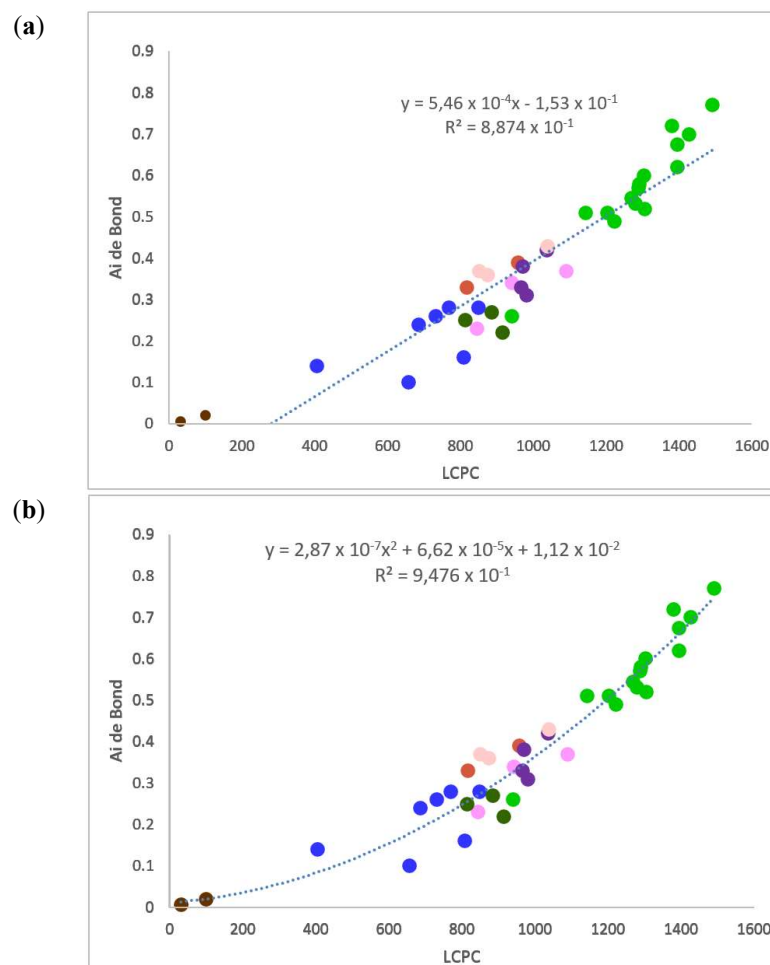 (a)
0.9
0.8
0.7
0.6
0.5
0.4
0.3
0.2
0.1
0
Ai de Bond
y = 5,46 x 10⁻⁴x - 1,53 x 10⁻¹
R² = 8,874 x 10⁻¹
0 200 400 600 800 1000 1200 1400 1600
LCPC
(b)
0.9
0.8
0.7
0.6
0.5
0.4
0.3
0.2
0.1
0
Ai de Bond
y = 2,87 x 10⁻⁷x² + 6,62 x 10⁻⁵x + 1,12 x 10⁻²
R² = 9,476 x 10⁻¹
0 200 400 600 800 1000 1200 1400 1600
LCPC